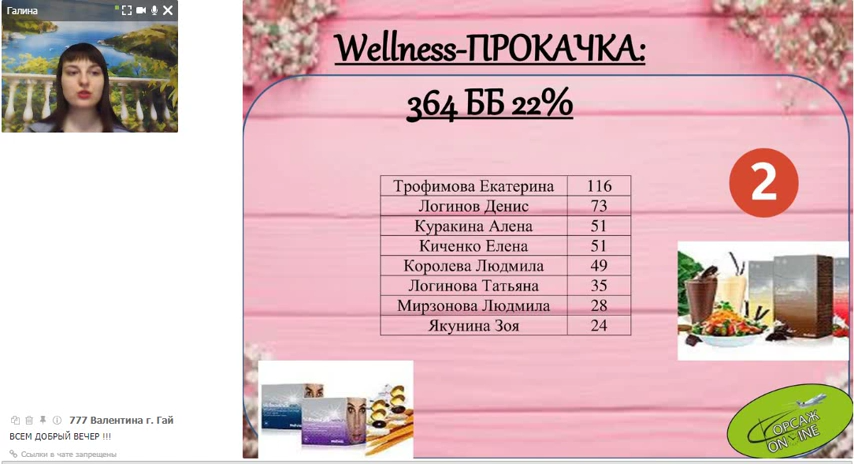 Галина
Wellness-ПРОКАЧКА:
364 ББ 22%
Трофимова Екатерина 116
Логинов Денис 73
Куракина Алена 51
Киченко Елена 51
Королева Людмила 49
Логинова Татьяна 35
Мирзонова Людмила 28
Якунина Зоя 24
2
777 Валентина г. Гай
ВСЕМ ДОБРЫЙ ВЕЧЕР !!!
Ссылки в чате запрещены
ФОРСАЖ
ON-LINE